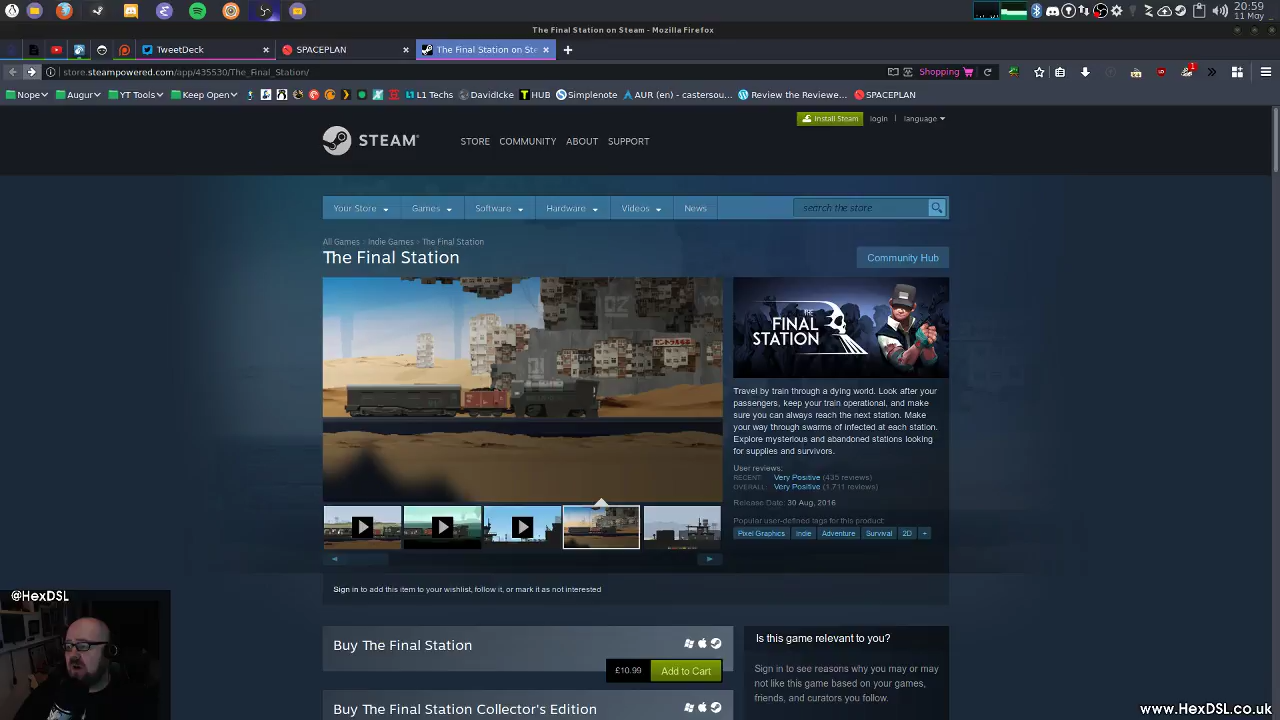 20:59
11 May
The Final Station on Steam - Mozilla Firefox
TweetDeck
SPACEPLAN
The Final Station on Ste
store.steampowered.com/app/435530/The_Final_Station/
Shopping
1
Nope
Augur
YT Tools
Keep Open
L1 Techs
DavidIcke
HUB
Simplenote
AUR (en) - castersou...
Review the Reviewe...
SPACEPLAN
Install Steam
login
language
STEAM
STORE
COMMUNITY
ABOUT
SUPPORT
Your Store
Games
Software
Hardware
Videos
News
search the store
All Games > Indie Games > The Final Station
The Final Station
Community Hub
02
THE
FINAL
STATION
Travel by train through a dying world. Look after your
passengers, keep your train operational, and make
sure you can always reach the next station. Make
your way through swarms of infected at each station.
Explore mysterious and abandoned stations looking
for supplies and survivors.
User reviews:
RECENT: Very Positive (435 reviews)
OVERALL: Very Positive (1,711 reviews)
Release Date: 30 Aug, 2016
Popular user-defined tags for this product:
Pixel Graphics
Indie
Adventure
Survival
2D
+
Sign in to add this item to your wishlist, follow it, or mark it as not interested
@HexDSL
Buy The Final Station
£10.99
Add to Cart
Is this game relevant to you?
Sign in to see reasons why you may or may
not like this game based on your games,
friends, and curators you follow.
Buy The Final Station Collector's Edition
www.HexDSL.co.uk